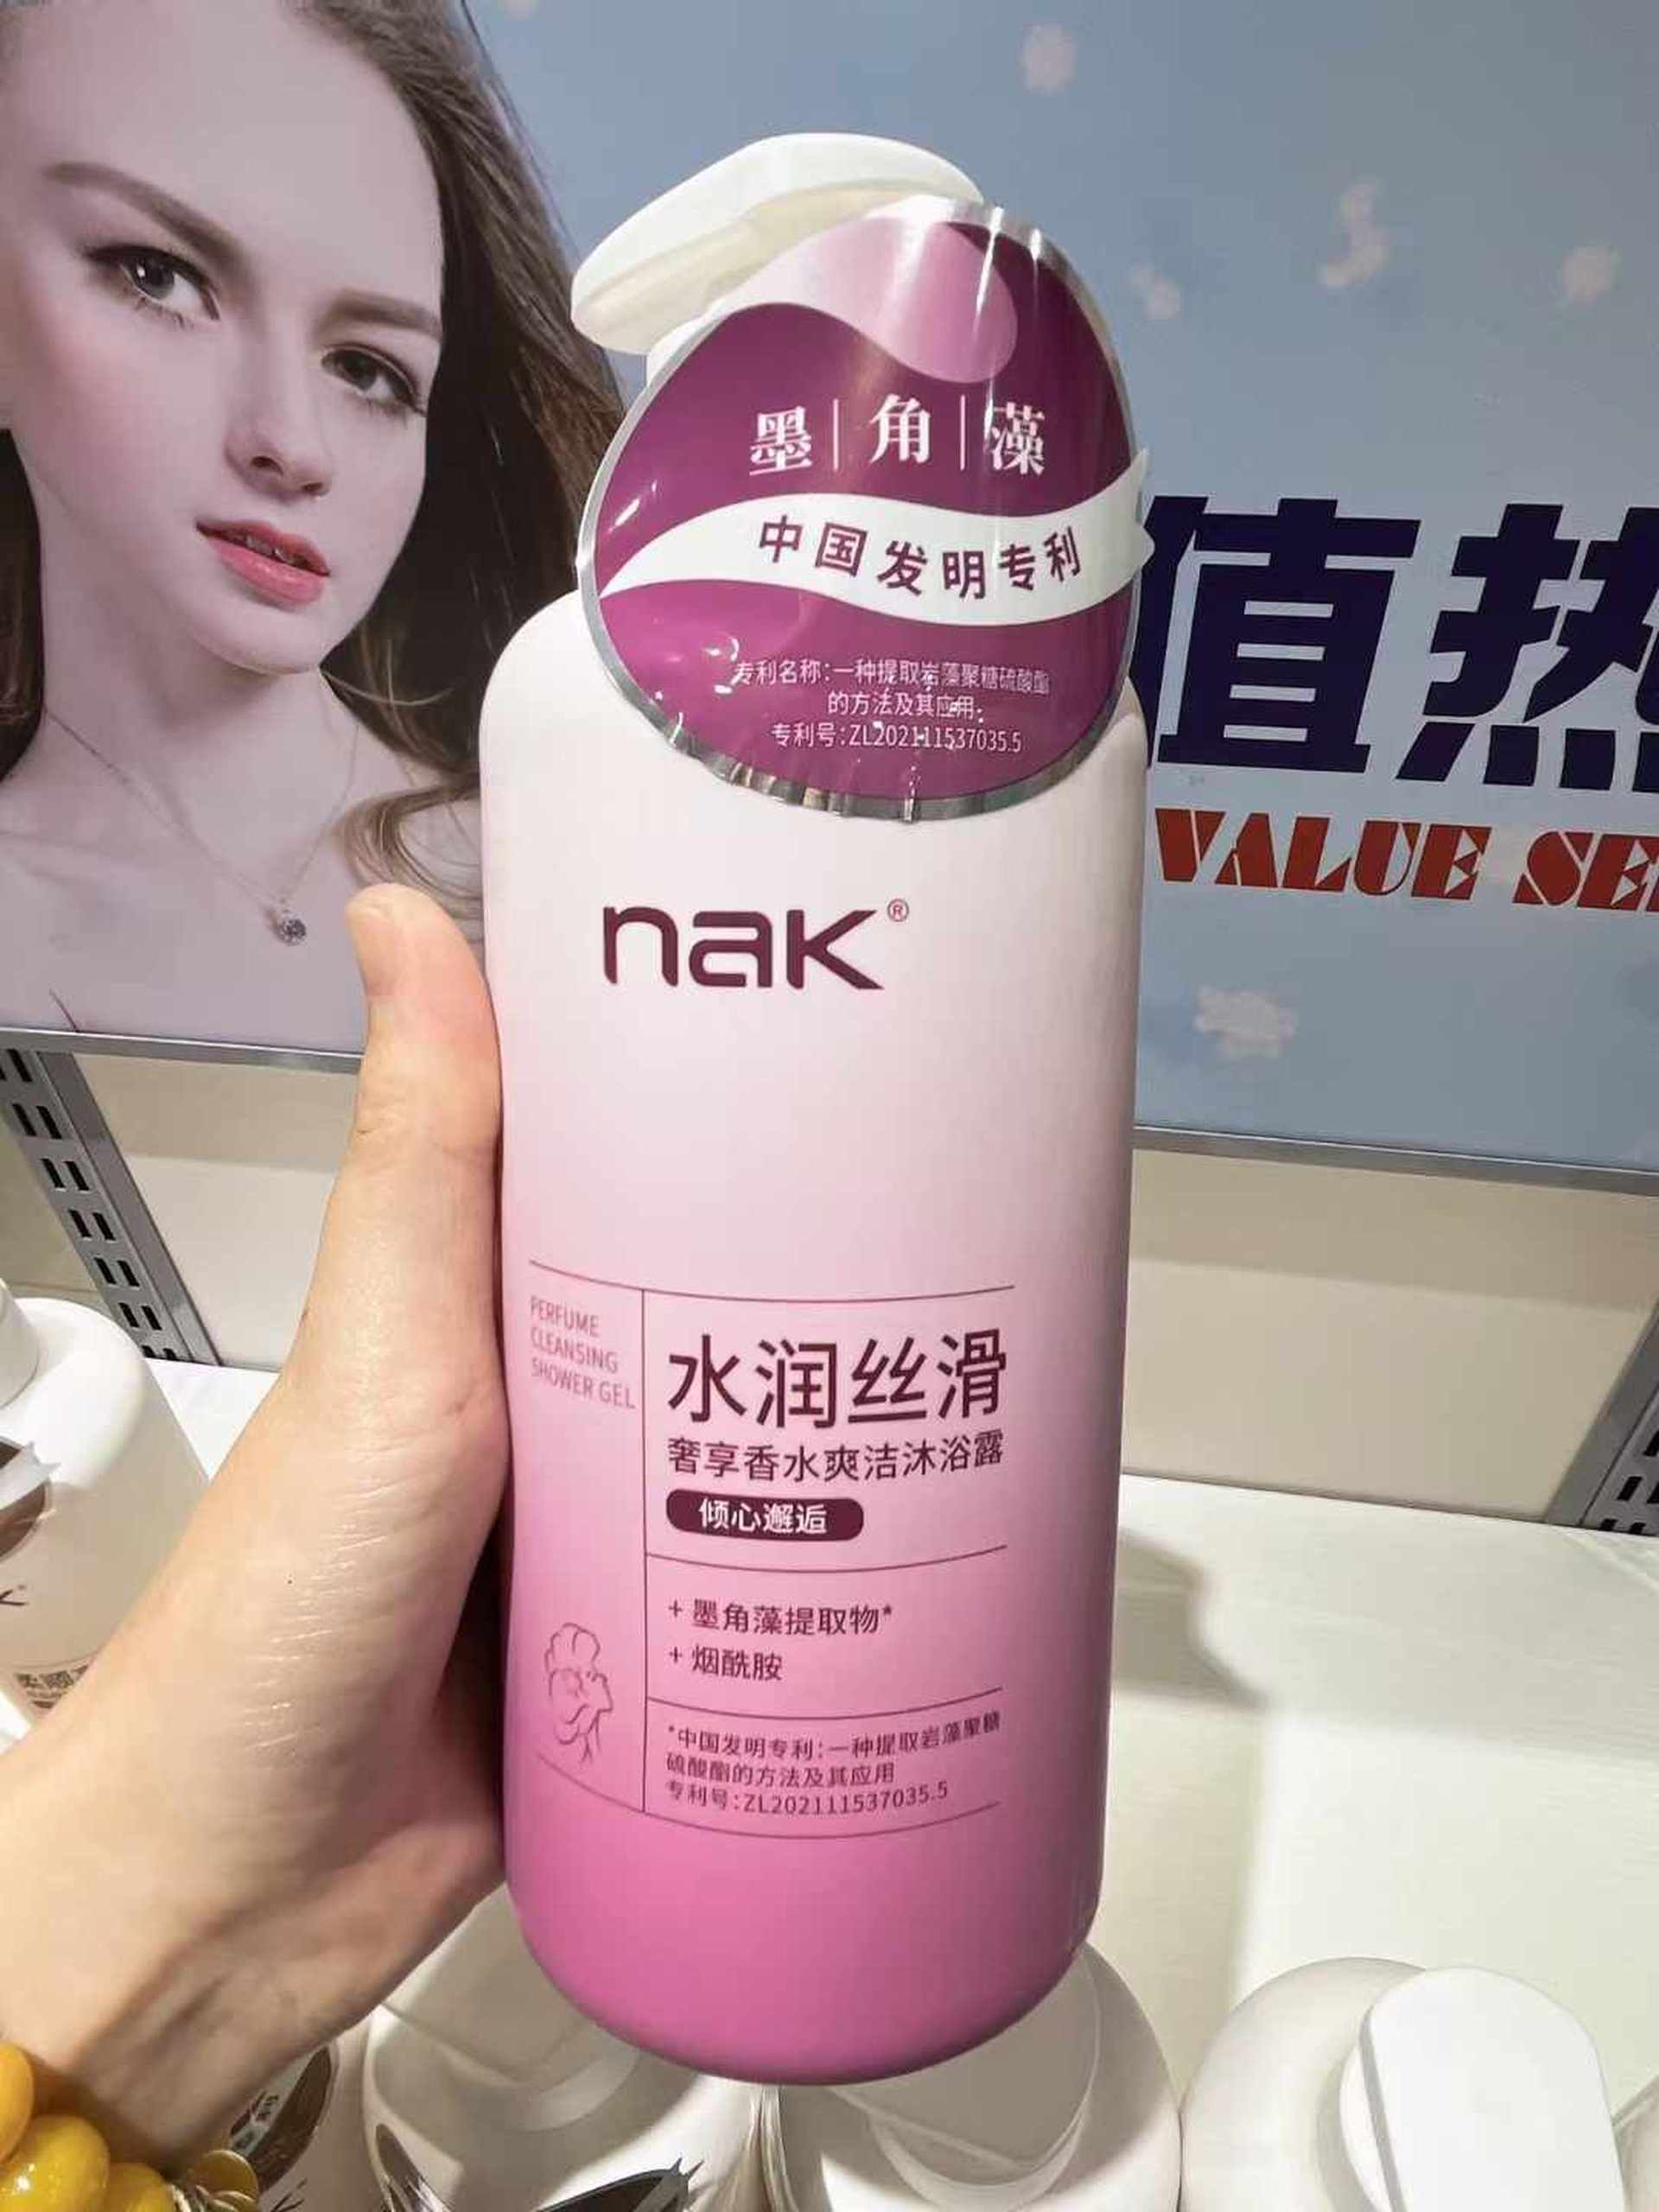 墨|角|藻
中国发明专利
专利名称:一种提取岩藻聚糖硫酸酯
的方法及其应用
专利号:ZL202111537035.5
值热
VALUE SE
nak®
PERFUME
CLEANSING
SHOWER GEL
水润丝滑
奢享香水爽洁沐浴露
倾心邂逅
+ 墨角藻提取物*
+ 烟酰胺
*中国发明专利:一种提取岩藻聚糖
硫酸酯的方法及其应用
专利号:ZL202111537035.5